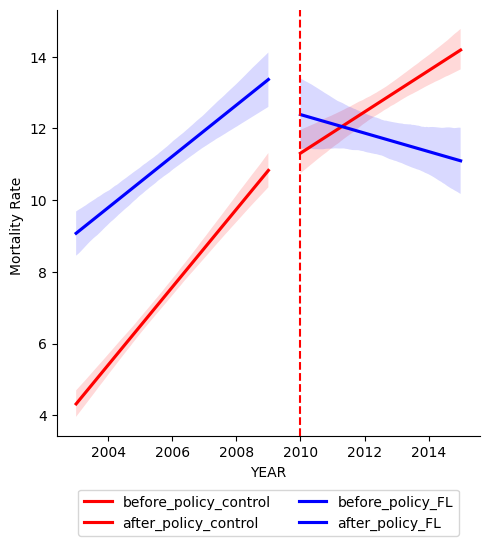 14
12
10
8
6
4
Mortality Rate
2004 2006 2008 2010 2012 2014
YEAR
before_policy_control before_policy_FL
after_policy_control after_policy_FL